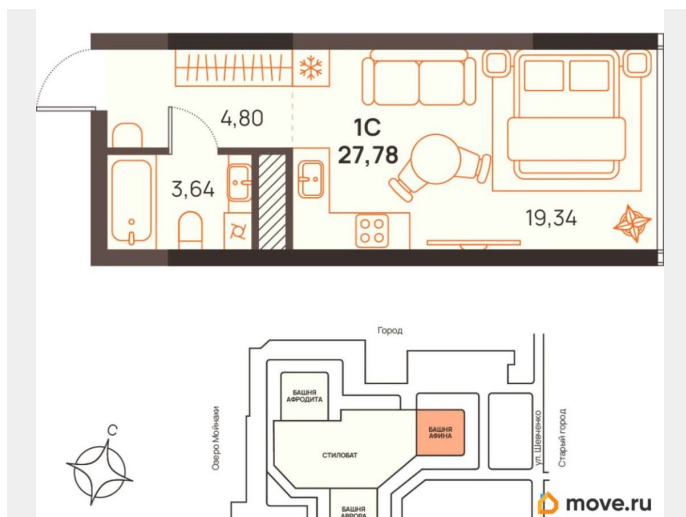 4,80
1С
27,78
3,64
19,34
Город
С
Озеро Мойнаки
БАШНЯ
АФРОДИТА
СТИЛОБАТ
БАШНЯ
АФИНА
ул. Шевченко
Старый город
БАШНЯ
АВРОРА
move.ru